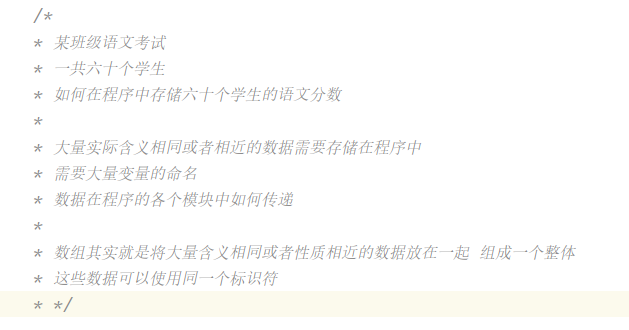 /*
* 某班级语文考试
* 一共六十个学生
* 如何在程序中存储六十个学生的语文分数
*
* 大量实际含义相同或者相近的数据需要存储在程序中
* 需要大量变量的命名
* 数据在程序的各个模块中如何传递
*
* 数组其实就是将大量含义相同或者性质相近的数据放在一起 组成一个整体
* 这些数据可以使用同一个标识符
* */